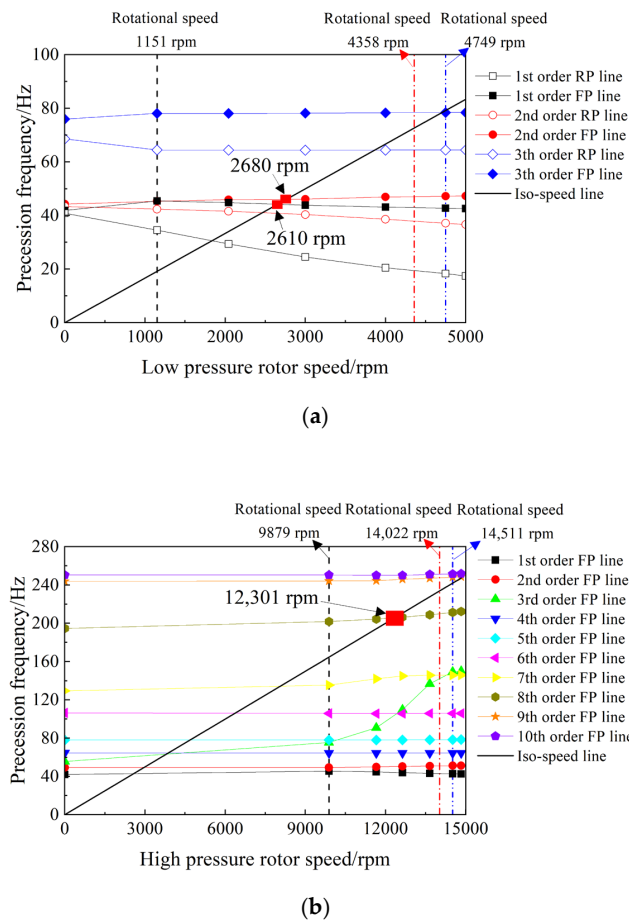 Rotational speed Rotational speed Rotational speed
1151 rpm 4358 rpm 4749 rpm
100
80
60
40
20
0
Precession frequency/Hz
2680 rpm
2610 rpm
1st order RP line
1st order FP line
2nd order RP line
2nd order FP line
3th order RP line
3th order FP line
Iso-speed line
0 1000 2000 3000 4000 5000
Low pressure rotor speed/rpm
(a)
Rotational speed Rotational speed Rotational speed
9879 rpm 14,022 rpm 14,511 rpm
280
240
200
160
120
80
40
0
Precession frequency/Hz
12,301 rpm
1st order FP line
2nd order FP line
3rd order FP line
4th order FP line
5th order FP line
6th order FP line
7th order FP line
8th order FP line
9th order FP line
10th order FP line
Iso-speed line
0 3000 6000 9000 12000 15000
High pressure rotor speed/rpm
(b)